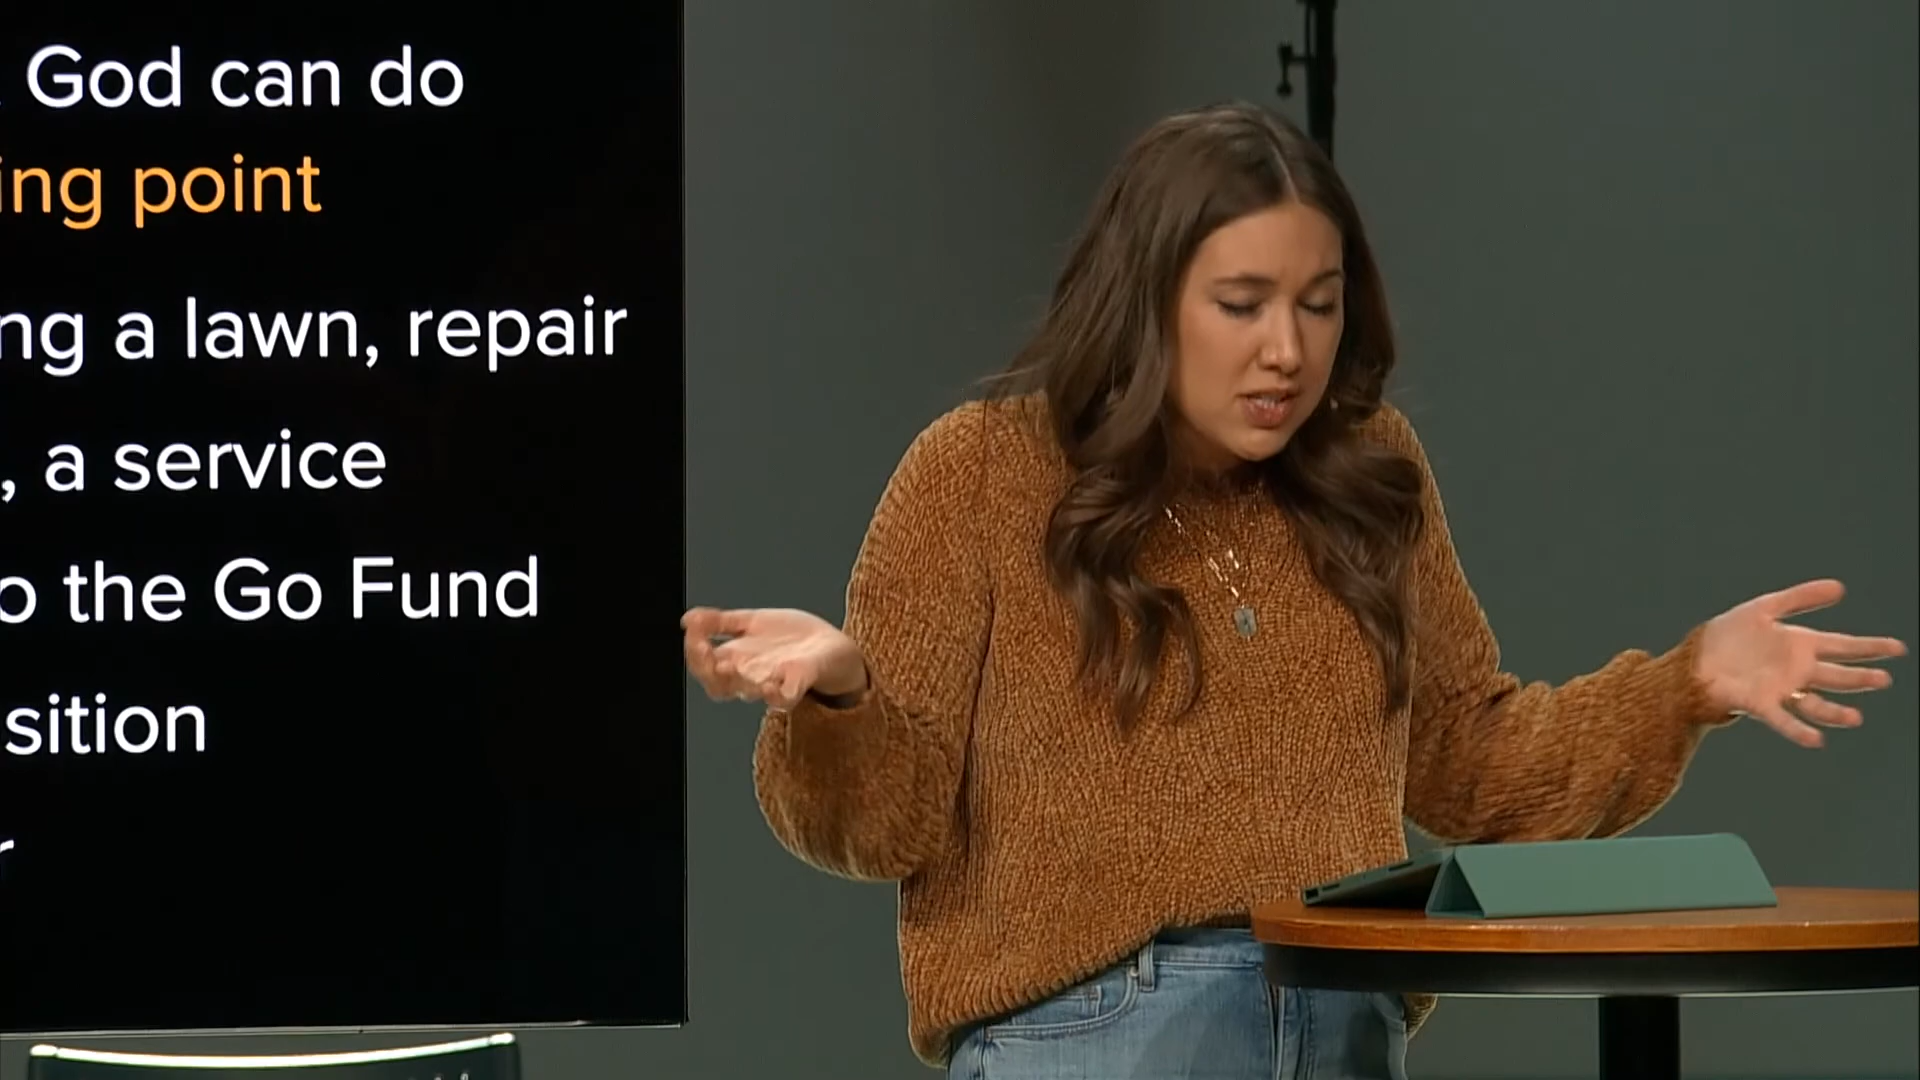 God can do
ing point
ng a lawn, repair
, a service
o the Go Fund
sition
r